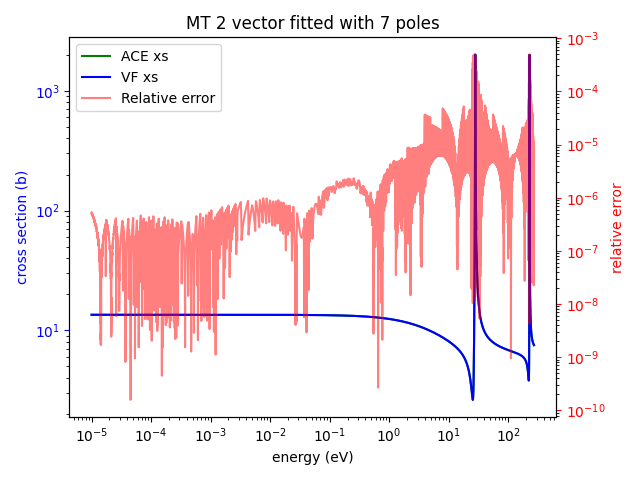 MT 2 vector fitted with 7 poles
ACE xs
VF xs
Relative error
cross section (b)
10³
10²
10¹
10⁻³
10⁻⁴
10⁻⁵
10⁻⁶
10⁻⁷
10⁻⁸
10⁻⁹
10⁻¹⁰
relative error
10⁻⁵ 10⁻⁴ 10⁻³ 10⁻² 10⁻¹ 10⁰ 10¹ 10²
energy (eV)